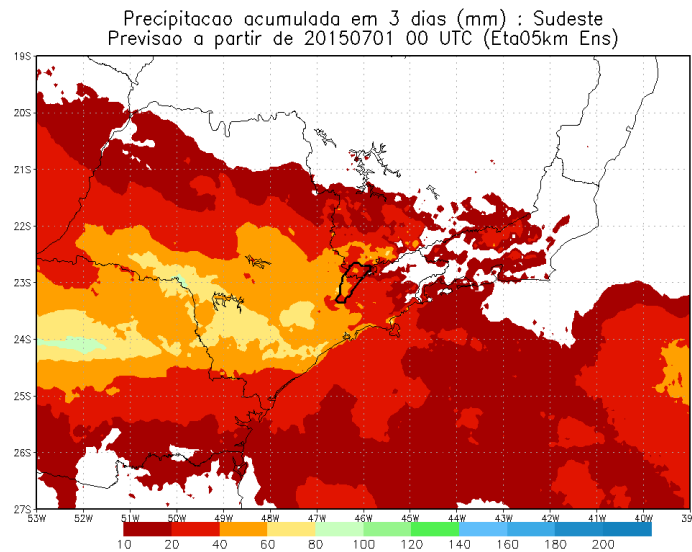 Precipitacao acumulada em 3 dias (mm) : Sudeste
Previsao a partir de 20150701 00 UTC (Eta05km Ens)
19S
20S
21S
22S
23S
24S
25S
26S
27S
53W 52W 51W 50W 49W 48W 47W 46W 45W 44W 43W 42W 41W 40W 39
10 20 40 60 80 100 120 140 160 180 200